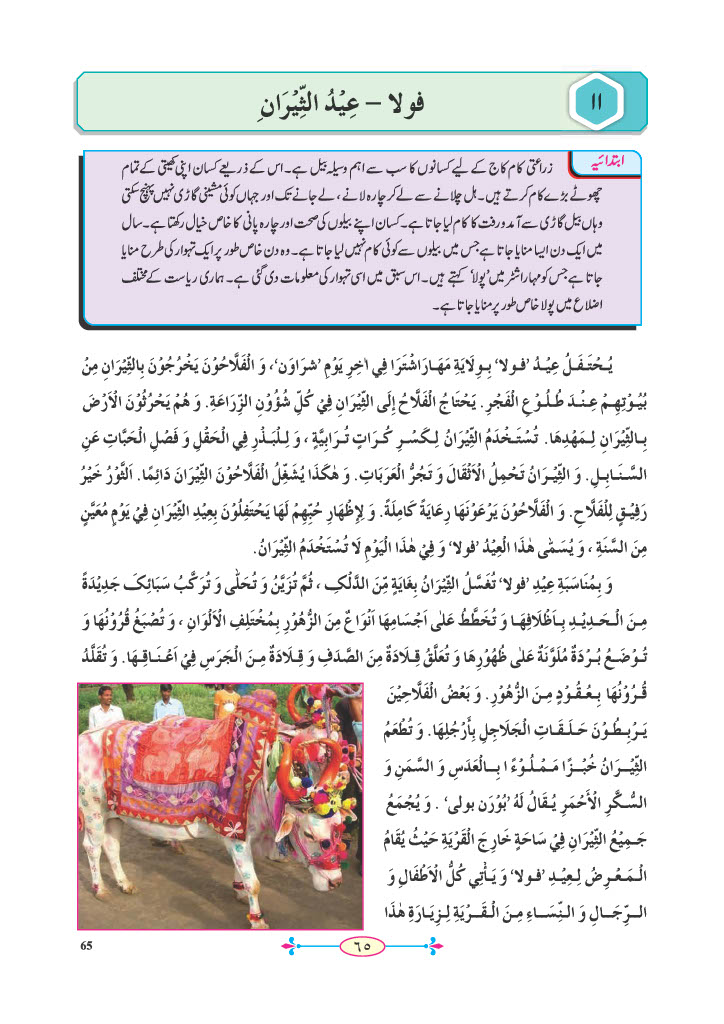 ١١
فولا – عِيْدُ الثِّيْرَانِ
ابتدائیہ
زراعتی کام کاج کے لیے کسانوں کا سب سے اہم وسیلہ بیل ہے۔ اس کے ذریعے کسان اپنی کھیتی کے تمام
چھوٹے بڑے کام کرتے ہیں۔ ہل چلانے سے لے کر چارہ لانے، لے جانے تک اور جہاں کوئی مشینی گاڑی نہیں پہنچ سکتی
وہاں بیل گاڑی سے آمد و رفت کا کام لیا جاتا ہے۔ کسان اپنے بیلوں کی صحت اور چارہ پانی کا خاص خیال رکھتا ہے۔ سال
میں ایک دن ایسا منایا جاتا ہے جس میں بیلوں سے کوئی کام نہیں لیا جاتا ہے۔ وہ دن خاص طور پر ایک تہوار کی طرح منایا
جاتا ہے جس کو مہاراشٹر میں ’پولا‘ کہتے ہیں۔ اس سبق میں اسی تہوار کی معلومات دی گئی ہے۔ ہماری ریاست کے مختلف
اضلاع میں پولا خاص طور پر منایا جاتا ہے۔
يُحْتَفَلُ عِيْدُ ’فولا‘ بِوِلَايَةِ مَهَارَاشْتَرَا فِي اٰخِرِ يَوْمِ ’شراوَن‘، وَ الْفَلَّاحُوْنَ يَخْرُجُوْنَ بِالثِّيْرَانِ مِنْ
بُيُوْتِهِمْ عِنْدَ طُلُوْعِ الْفَجْرِ. يَحْتَاجُ الْفَلَّاحُ إِلَى الثِّيْرَانِ فِيْ كُلِّ شُؤُوْنِ الزِّرَاعَةِ. وَ هُمْ يَحْرُثُوْنَ الْاَرْضَ
بِالثِّيْرَانِ لِمَهْدِهَا. تُسْتَخْدَمُ الثِّيْرَانُ لِكَسْرِ كُرَاتٍ تُرَابِيَّةٍ، وَ لِلْبَذْرِ فِي الْحَقْلِ وَ فَصْلِ الْحَبَّاتِ عَنِ
السَّنَابِلِ. وَ الثِّيْرَانُ تَحْمِلُ الْاَثْقَالَ وَ تَجُرُّ الْعَرَبَاتِ. وَ هٰكَذَا يُشَغِّلُ الْفَلَّاحُوْنَ الثِّيْرَانَ دَائِمًا. اَلثَّوْرُ خَيْرُ
رَفِيْقٍ لِلْفَلَّاحِ. وَ الْفَلَّاحُوْنَ يَرْعَوْنَهَا رِعَايَةً كَامِلَةً. وَ لِإِظْهَارِ حُبِّهِمْ لَهَا يَحْتَفِلُوْنَ بِعِيدِ الثِّيْرَانِ فِيْ يَوْمٍ مُعَيَّنٍ
مِنَ السَّنَةِ، وَ يُسَمّٰى هٰذَا الْعِيْدُ ’فولا‘ وَ فِيْ هٰذَا الْيَوْمِ لَا تُسْتَخْدَمُ الثِّيْرَانُ.
وَ بِمُنَاسَبَةِ عِيْدِ ’فولا‘ تُغَسَّلُ الثِّيْرَانُ بِغَايَةٍ مِّنَ الدَّلْكِ، ثُمَّ تُزَيَّنُ وَ تُحَلّٰى وَ تُرَكَّبُ سَبَائِكَ جَدِيْدَةً
مِنَ الْحَدِيْدِ بِأَظْلَافِهَا وَ تُخَطَّطُ عَلٰى اَجْسَامِهَا اَنْوَاعٌ مِنَ الزُّهُوْرِ بِمُخْتَلِفِ الْاَلْوَانِ، وَ تُصْبَغُ قُرُوْنُهَا وَ
تُوْضَعُ بُرْدَةٌ مُلَوَّنَةٌ عَلٰى ظُهُوْرِهَا وَ تُعَلَّقُ قِلَادَةٌ مِنَ الصَّدَفِ وَ قِلَادَةٌ مِنَ الْجَرَسِ فِيْ اَعْنَاقِهَا. وَ تُقَلَّدُ
قُرُوْنُهَا بِعُقُوْدٍ مِنَ الزُّهُوْرِ. وَ بَعْضُ الْفَلَّاحِيْنَ
يَرْبِطُوْنَ حَلَقَاتِ الْجَلَاجِلِ بِأَرْجُلِهَا. وَ تُطْعَمُ
الثِّيْرَانُ خُبْزًا مَمْلُوْءًا بِالْعَدَسِ وَ السَّمَنِ وَ
السُّكَّرِ الْأَحْمَرِ يُقَالُ لَهُ ’بُوْرَن بولی‘. وَ يُجْمَعُ
جَمِيْعُ الثِّيْرَانِ فِيْ سَاحَةٍ خَارِجَ الْقَرْيَةِ حَيْثُ يُقَامُ
الْمَعْرِضُ لِعِيْدِ ’فولا‘ وَ يَأْتِي كُلُّ الْاَطْفَالِ وَ
الرِّجَالِ وَ النِّسَاءِ مِنَ الْقَرْيَةِ لِزِيَارَةِ هٰذَا
65
٦٥